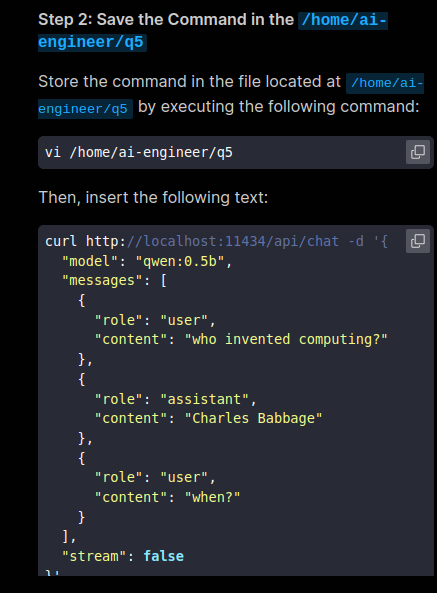 Step 2: Save the Command in the /home/ai-
engineer/q5
Store the command in the file located at /home/ai-
engineer/q5 by executing the following command:
vi /home/ai-engineer/q5
Then, insert the following text:
curl http://localhost:11434/api/chat -d '{
  "model": "qwen:0.5b",
  "messages": [
    {
      "role": "user",
      "content": "who invented computing?"
    },
    {
      "role": "assistant",
      "content": "Charles Babbage"
    },
    {
      "role": "user",
      "content": "when?"
    }
  ],
  "stream": false
}'